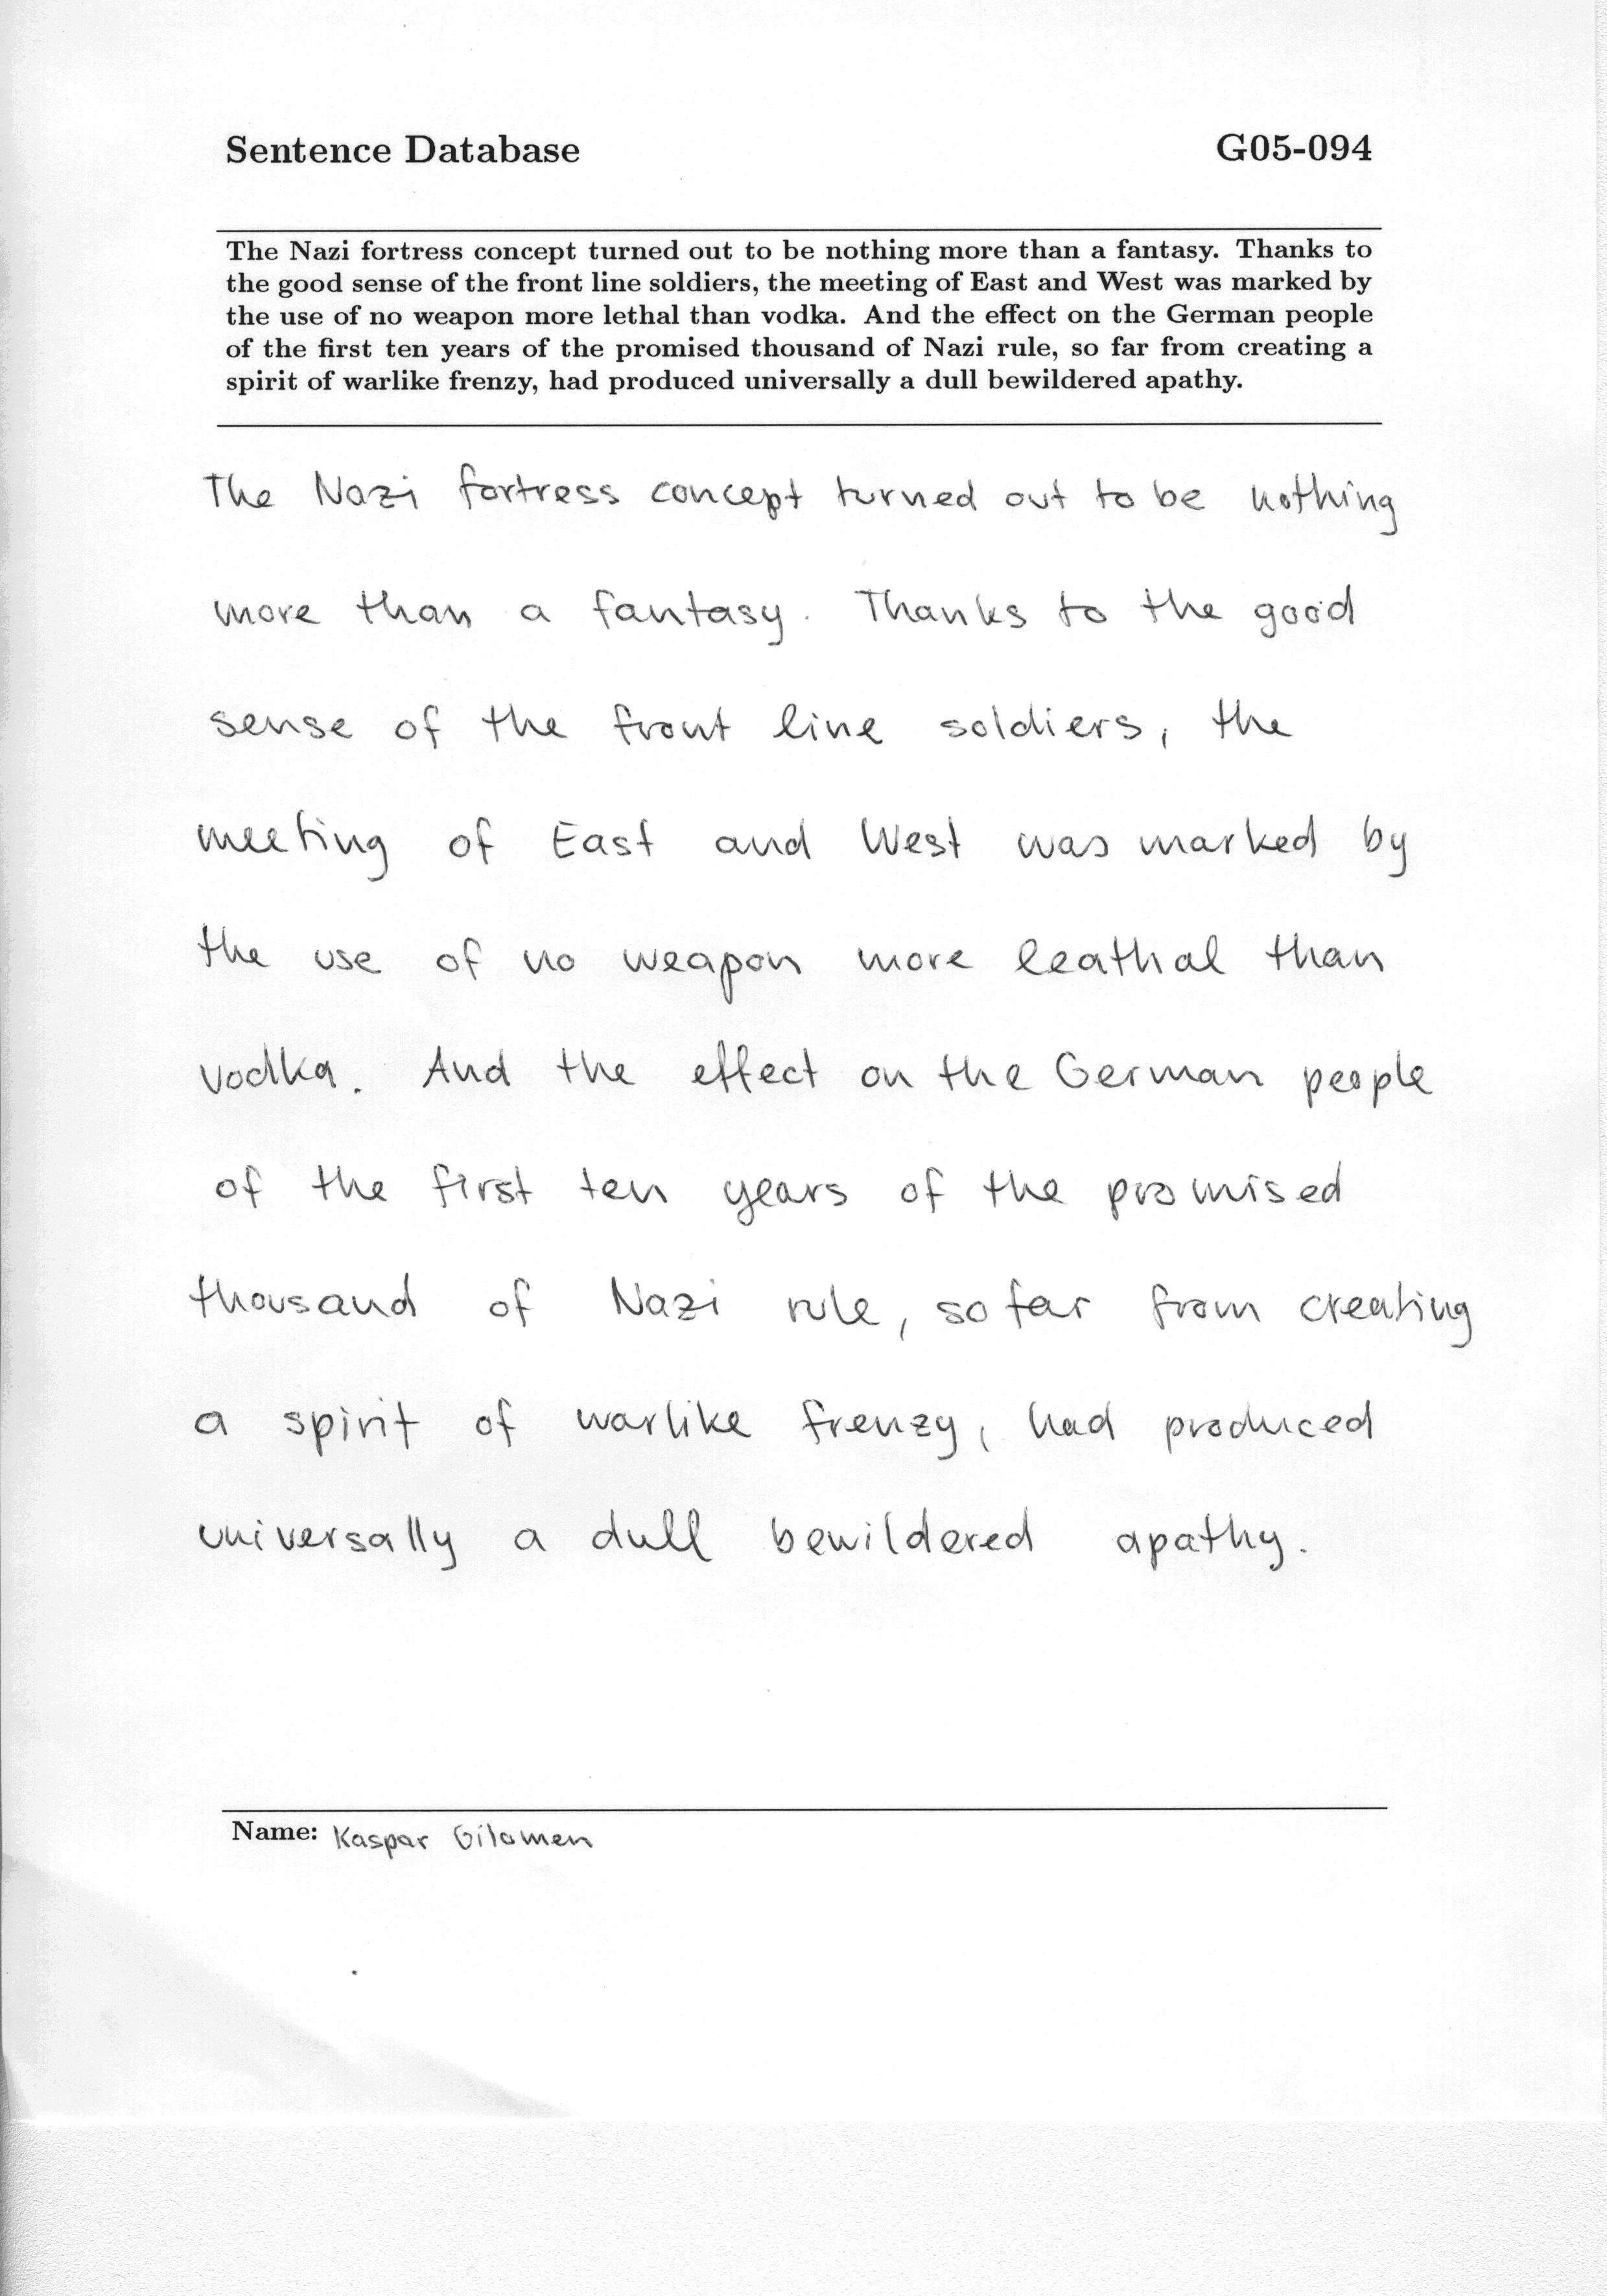 Sentence Database G05-094
The Nazi fortress concept turned out to be nothing more than a fantasy. Thanks to
the good sense of the front line soldiers, the meeting of East and West was marked by
the use of no weapon more lethal than vodka. And the effect on the German people
of the first ten years of the promised thousand of Nazi rule, so far from creating a
spirit of warlike frenzy, had produced universally a dull bewildered apathy.
The Nazi fortress concept turned out to be nothing
more than a fantasy. Thanks to the good
sense of the front line soldiers, the
meeting of East and West was marked by
the use of no weapon more leathal than
vodka. And the effect on the German people
of the first ten years of the promised
thousand of Nazi rule, so far from creating
a spirit of warlike frenzy, had produced
universally a dull bewildered apathy.
Name: Kaspar Gilomen